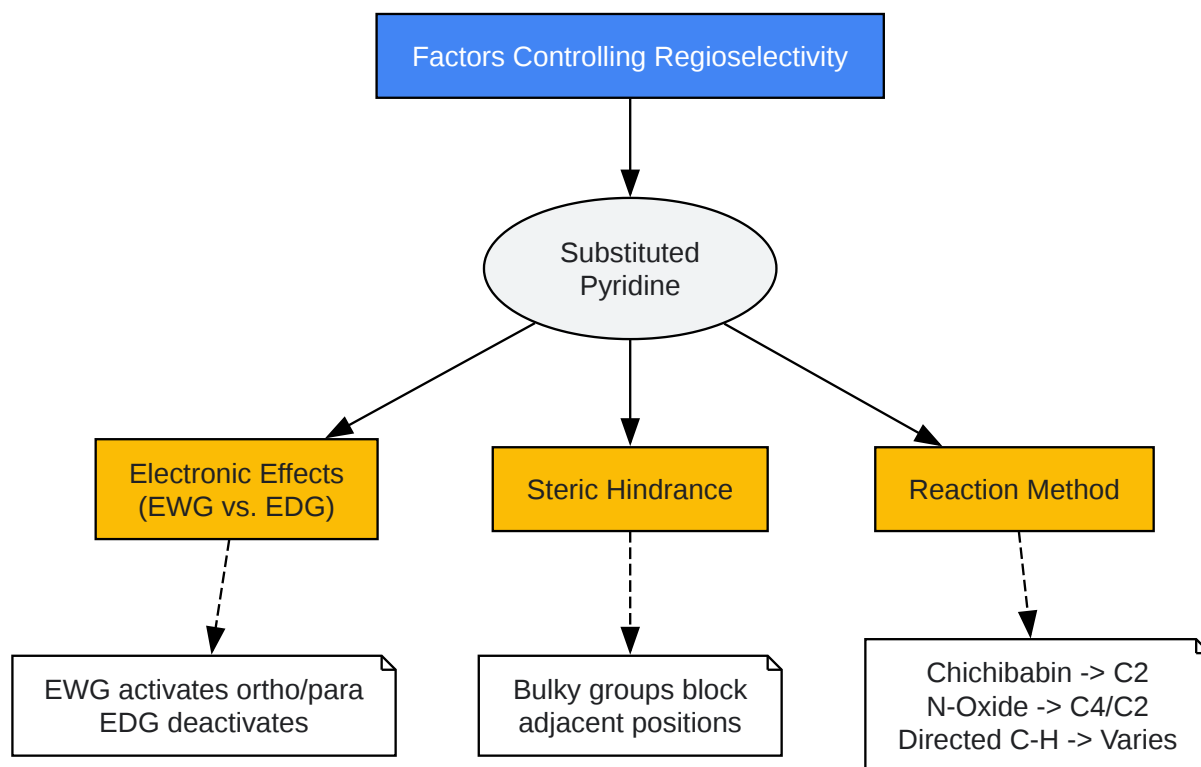 Factors Controlling Regioselectivity
Substituted
Pyridine
Electronic Effects
(EWG vs. EDG)
Steric Hindrance
Reaction Method
EWG activates ortho/para
EDG deactivates
Bulky groups block
adjacent positions
Chichibabin -> C2
N-Oxide -> C4/C2
Directed C-H -> Varies